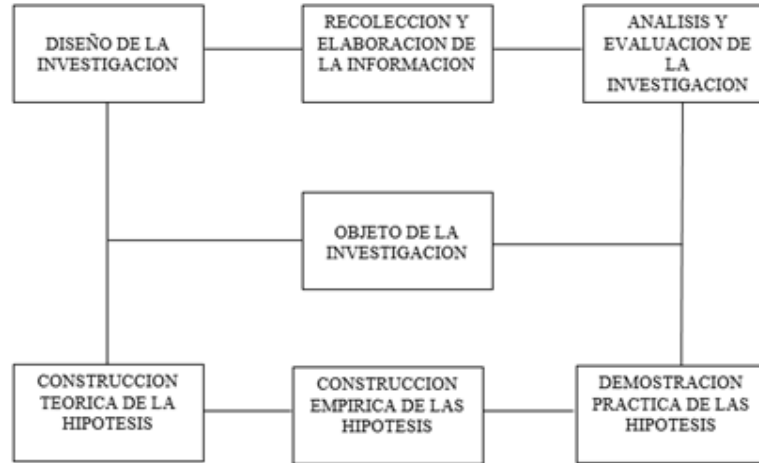 DISEÑO DE LA
INVESTIGACION
RECOLECCION Y
ELABORACION DE
LA INFORMACION
ANALISIS Y
EVALUACION DE
LA
INVESTIGACION
OBJETO DE LA
INVESTIGACION
CONSTRUCCION
TEORICA DE LA
HIPOTESIS
CONSTRUCCION
EMPIRICA DE LAS
HIPOTESIS
DEMOSTRACION
PRACTICA DE LAS
HIPOTESIS